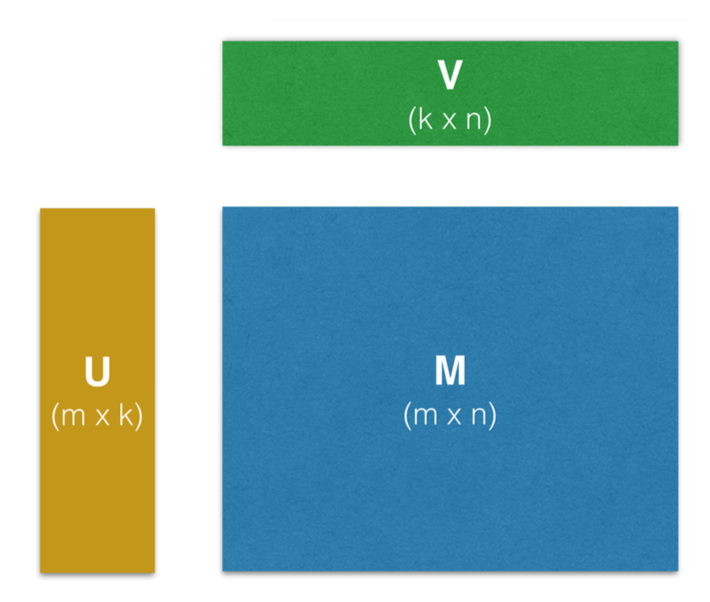 V
(k x n)
U
(m x k)
M
(m x n)